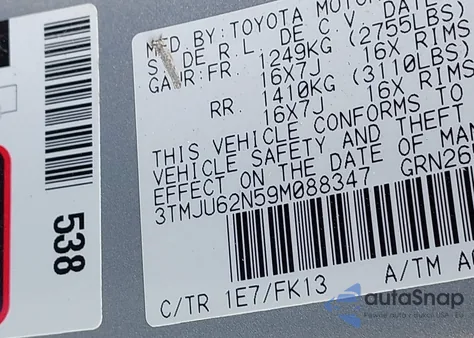 538
MFD.BY: TOYOTA MOTOR
S. DE R.L. DE C.V. DATE
GAWR:FR. 1249KG (2755LBS)
16X7J 16X RIMS
RR. 1410KG (3110LBS)
16X7J 16X RIMS
THIS VEHICLE CONFORMS TO
VEHICLE SAFETY AND THEFT
EFFECT ON THE DATE OF MAN
3TMJU62N59M088347 GRN26
C/TR 1E7/FK13 A/TM
autaSnap